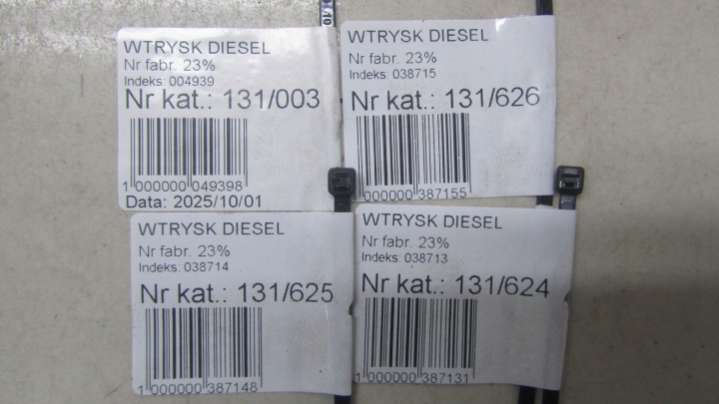 WTRYSK DIESEL
Nr fabr. 23%
Indeks: 004939
Nr kat.: 131/003
1 000000 049398
Data: 2025/10/01
WTRYSK DIESEL
Nr fabr. 23%
Indeks: 038715
Nr kat.: 131/626
000000 387155
WTRYSK DIESEL
Nr fabr. 23%
Indeks: 038714
Nr kat.: 131/625
1 000000 387148
WTRYSK DIESEL
Nr fabr. 23%
Indeks: 038713
Nr kat.: 131/624
1 000000 387131